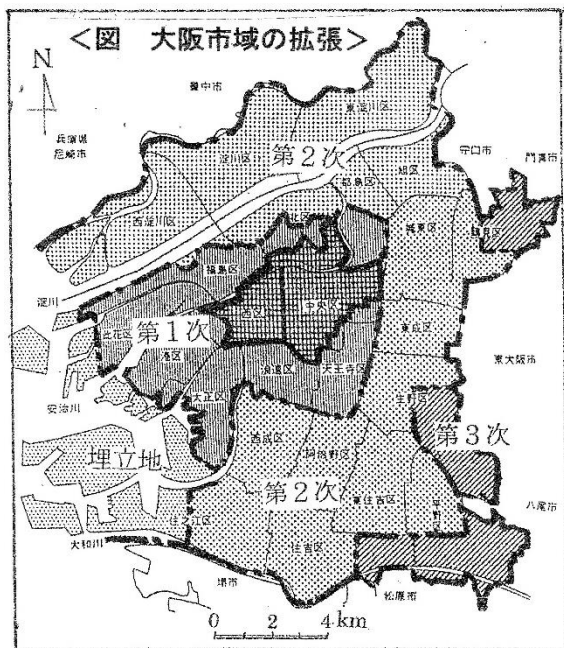 <図 大阪市域の拡張>
N
豊中市
兵庫県
尼崎市
東淀川区
淀川区
第2次
守口市
門真市
旭区
都島区
西淀川区
北区
城東区
鶴見区
福島区
淀川
西区
中央区
此花区
第1次
港区
東成区
東大阪市
浪速区
天王寺区
大正区
生野区
安治川
第3次
西成区
阿倍野区
埋立地
第2次
東住吉区
平野区
八尾市
住之江区
大和川
住吉区
堺市
松原市
0 2 4 km